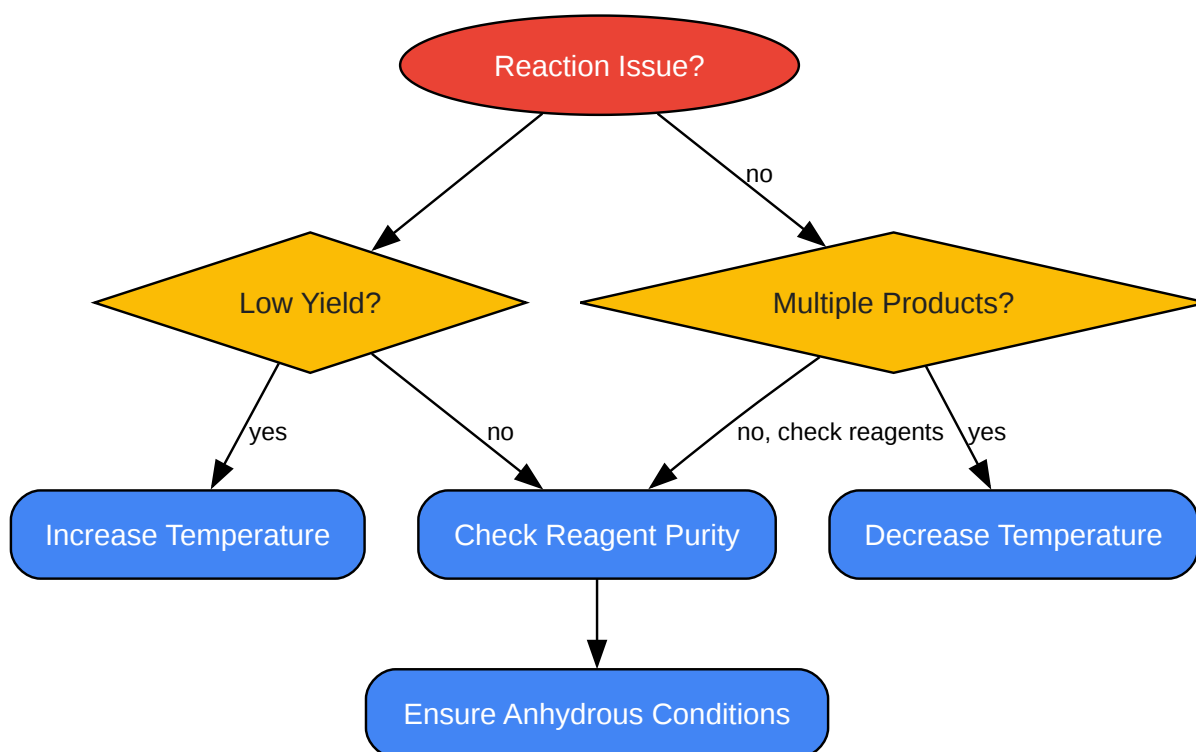 Reaction Issue?
no
Low Yield?
Multiple Products?
yes
no
no, check reagents
yes
Increase Temperature
Check Reagent Purity
Decrease Temperature
Ensure Anhydrous Conditions